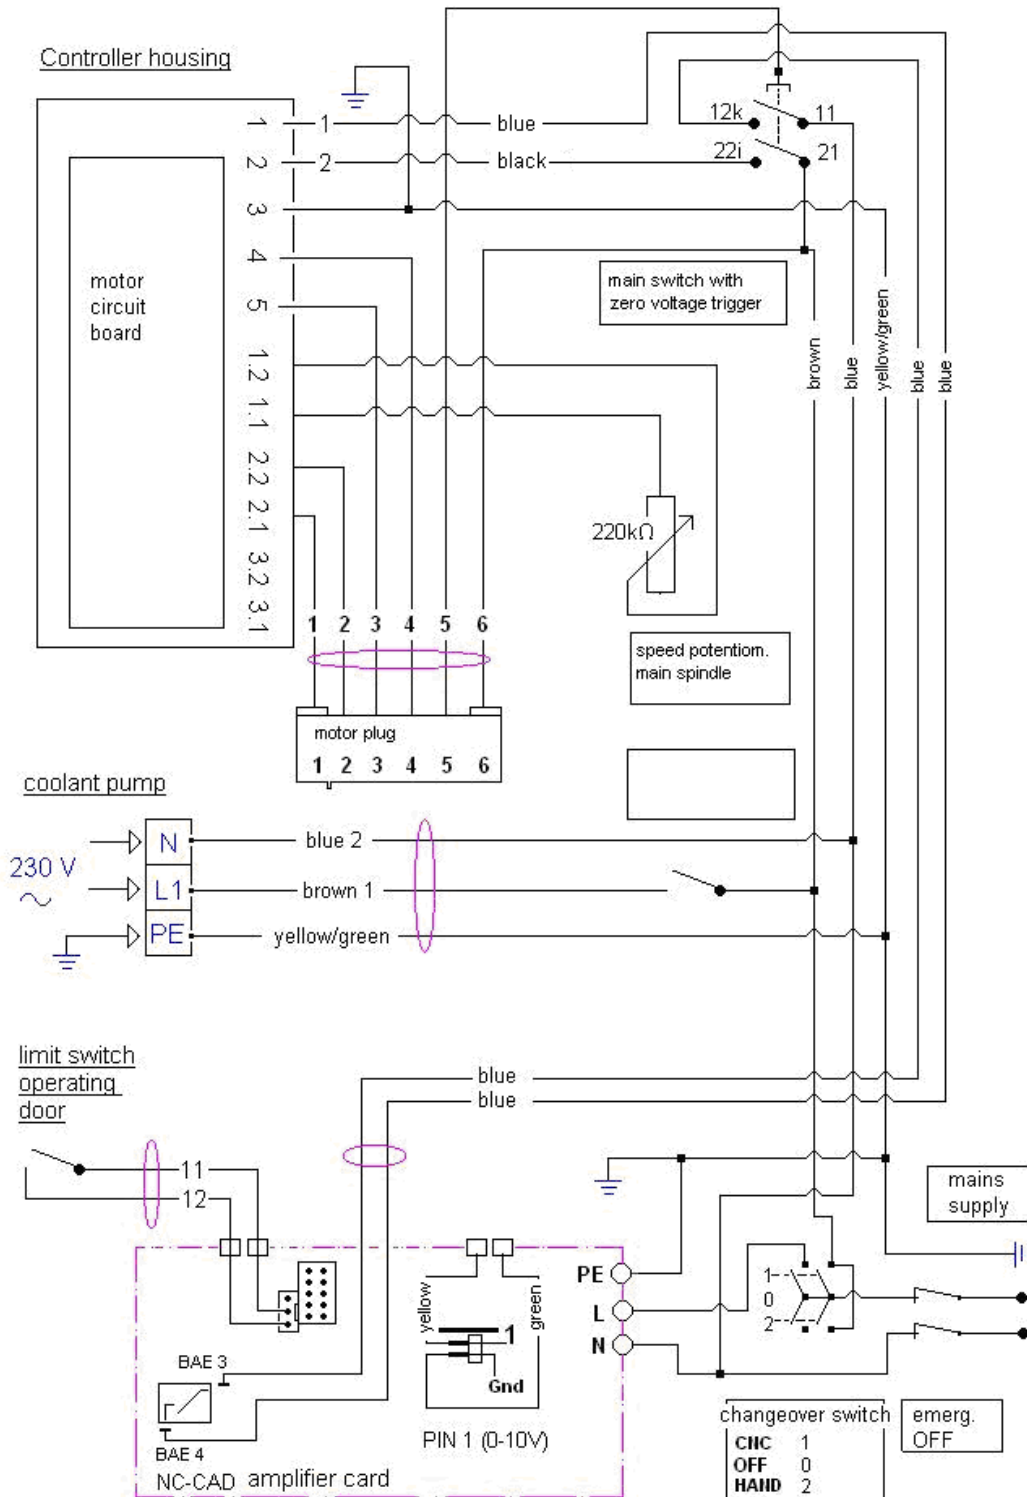 Controller housing
motor
circuit
board
1
2
3
4
5
1.2
1.1
2.2
2.1
3.2
3.1
1
blue
2
black
12k
11
22i
21
main switch with
zero voltage trigger
brown
blue
yellow/green
blue
blue
220kΩ
speed potentiom.
main spindle
1 2 3 4 5 6
motor plug
1 2 3 4 5 6
coolant pump
230 V
N
L1
PE
blue 2
brown 1
yellow/green
limit switch
operating
door
11
12
blue
blue
mains
supply
PE
L
N
1
0
2
yellow
1
green
Gnd
PIN 1 (0-10V)
BAE 3
BAE 4
NC-CAD amplifier card
changeover switch
CNC 1
OFF 0
HAND 2
emerg.
OFF